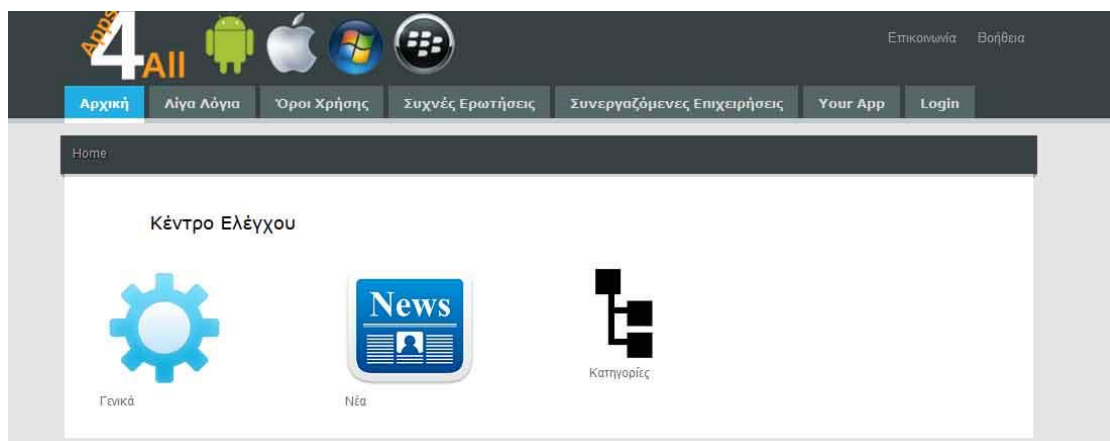 Apps
4
All
Επικοινωνία Βοήθεια
Αρχική Λίγα Λόγια Όροι Χρήσης Συχνές Ερωτήσεις Συνεργαζόμενες Επιχειρήσεις Your App Login
Home
Κέντρο Ελέγχου
News
Κατηγορίες
Γενικά Νέα